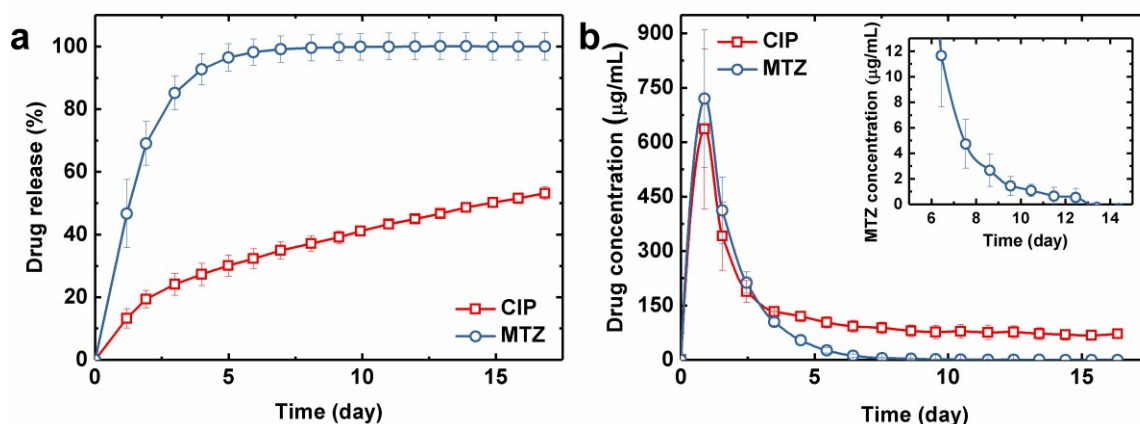 a
100
80
60
40
20
0
Drug release (%)
CIP
MTZ
0 5 10 15
Time (day)
b
900
750
600
450
300
150
0
Drug concentration (μg/mL)
CIP
MTZ
12
10
8
6
4
2
0
MTZ concentration (μg/mL)
6 8 10 12 14
Time (day)
0 5 10 15
Time (day)